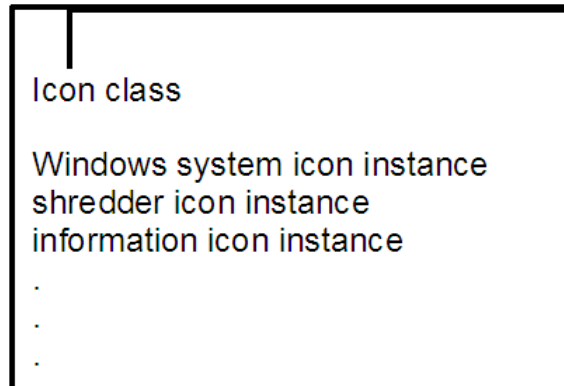 Icon class
Windows system icon instance
shredder icon instance
information icon instance
.
.
.